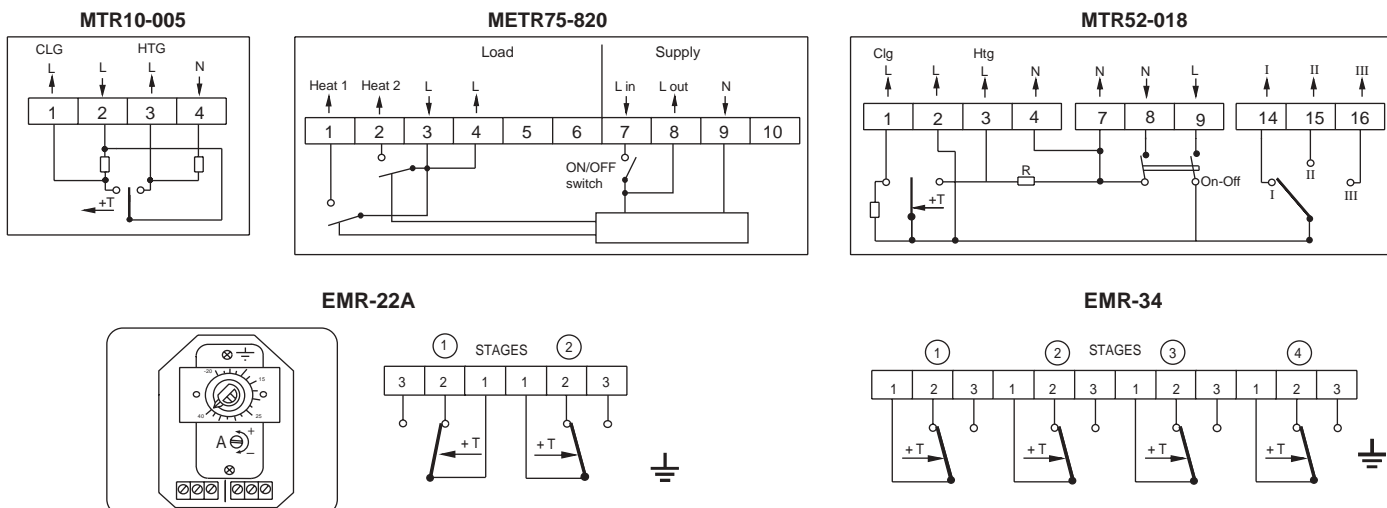 MTR10-005
CLG HTG
L L L N
1 2 3 4
+T
METR75-820
Load Supply
Heat 1 Heat 2 L L L in L out N
1 2 3 4 5 6 7 8 9 10
ON/OFF
switch
MTR52-018
Clg Htg
L L L N N N L I II III
1 2 3 4 7 8 9 14 15 16
R
On-Off
+T
I II III
EMR-22A
-20
15
40 25
A + −
1 STAGES 2
3 2 1 1 2 3
+ T + T
EMR-34
1 2 STAGES 3 4
1 2 3 1 2 3 1 2 3 1 2 3
+ T + T + T + T